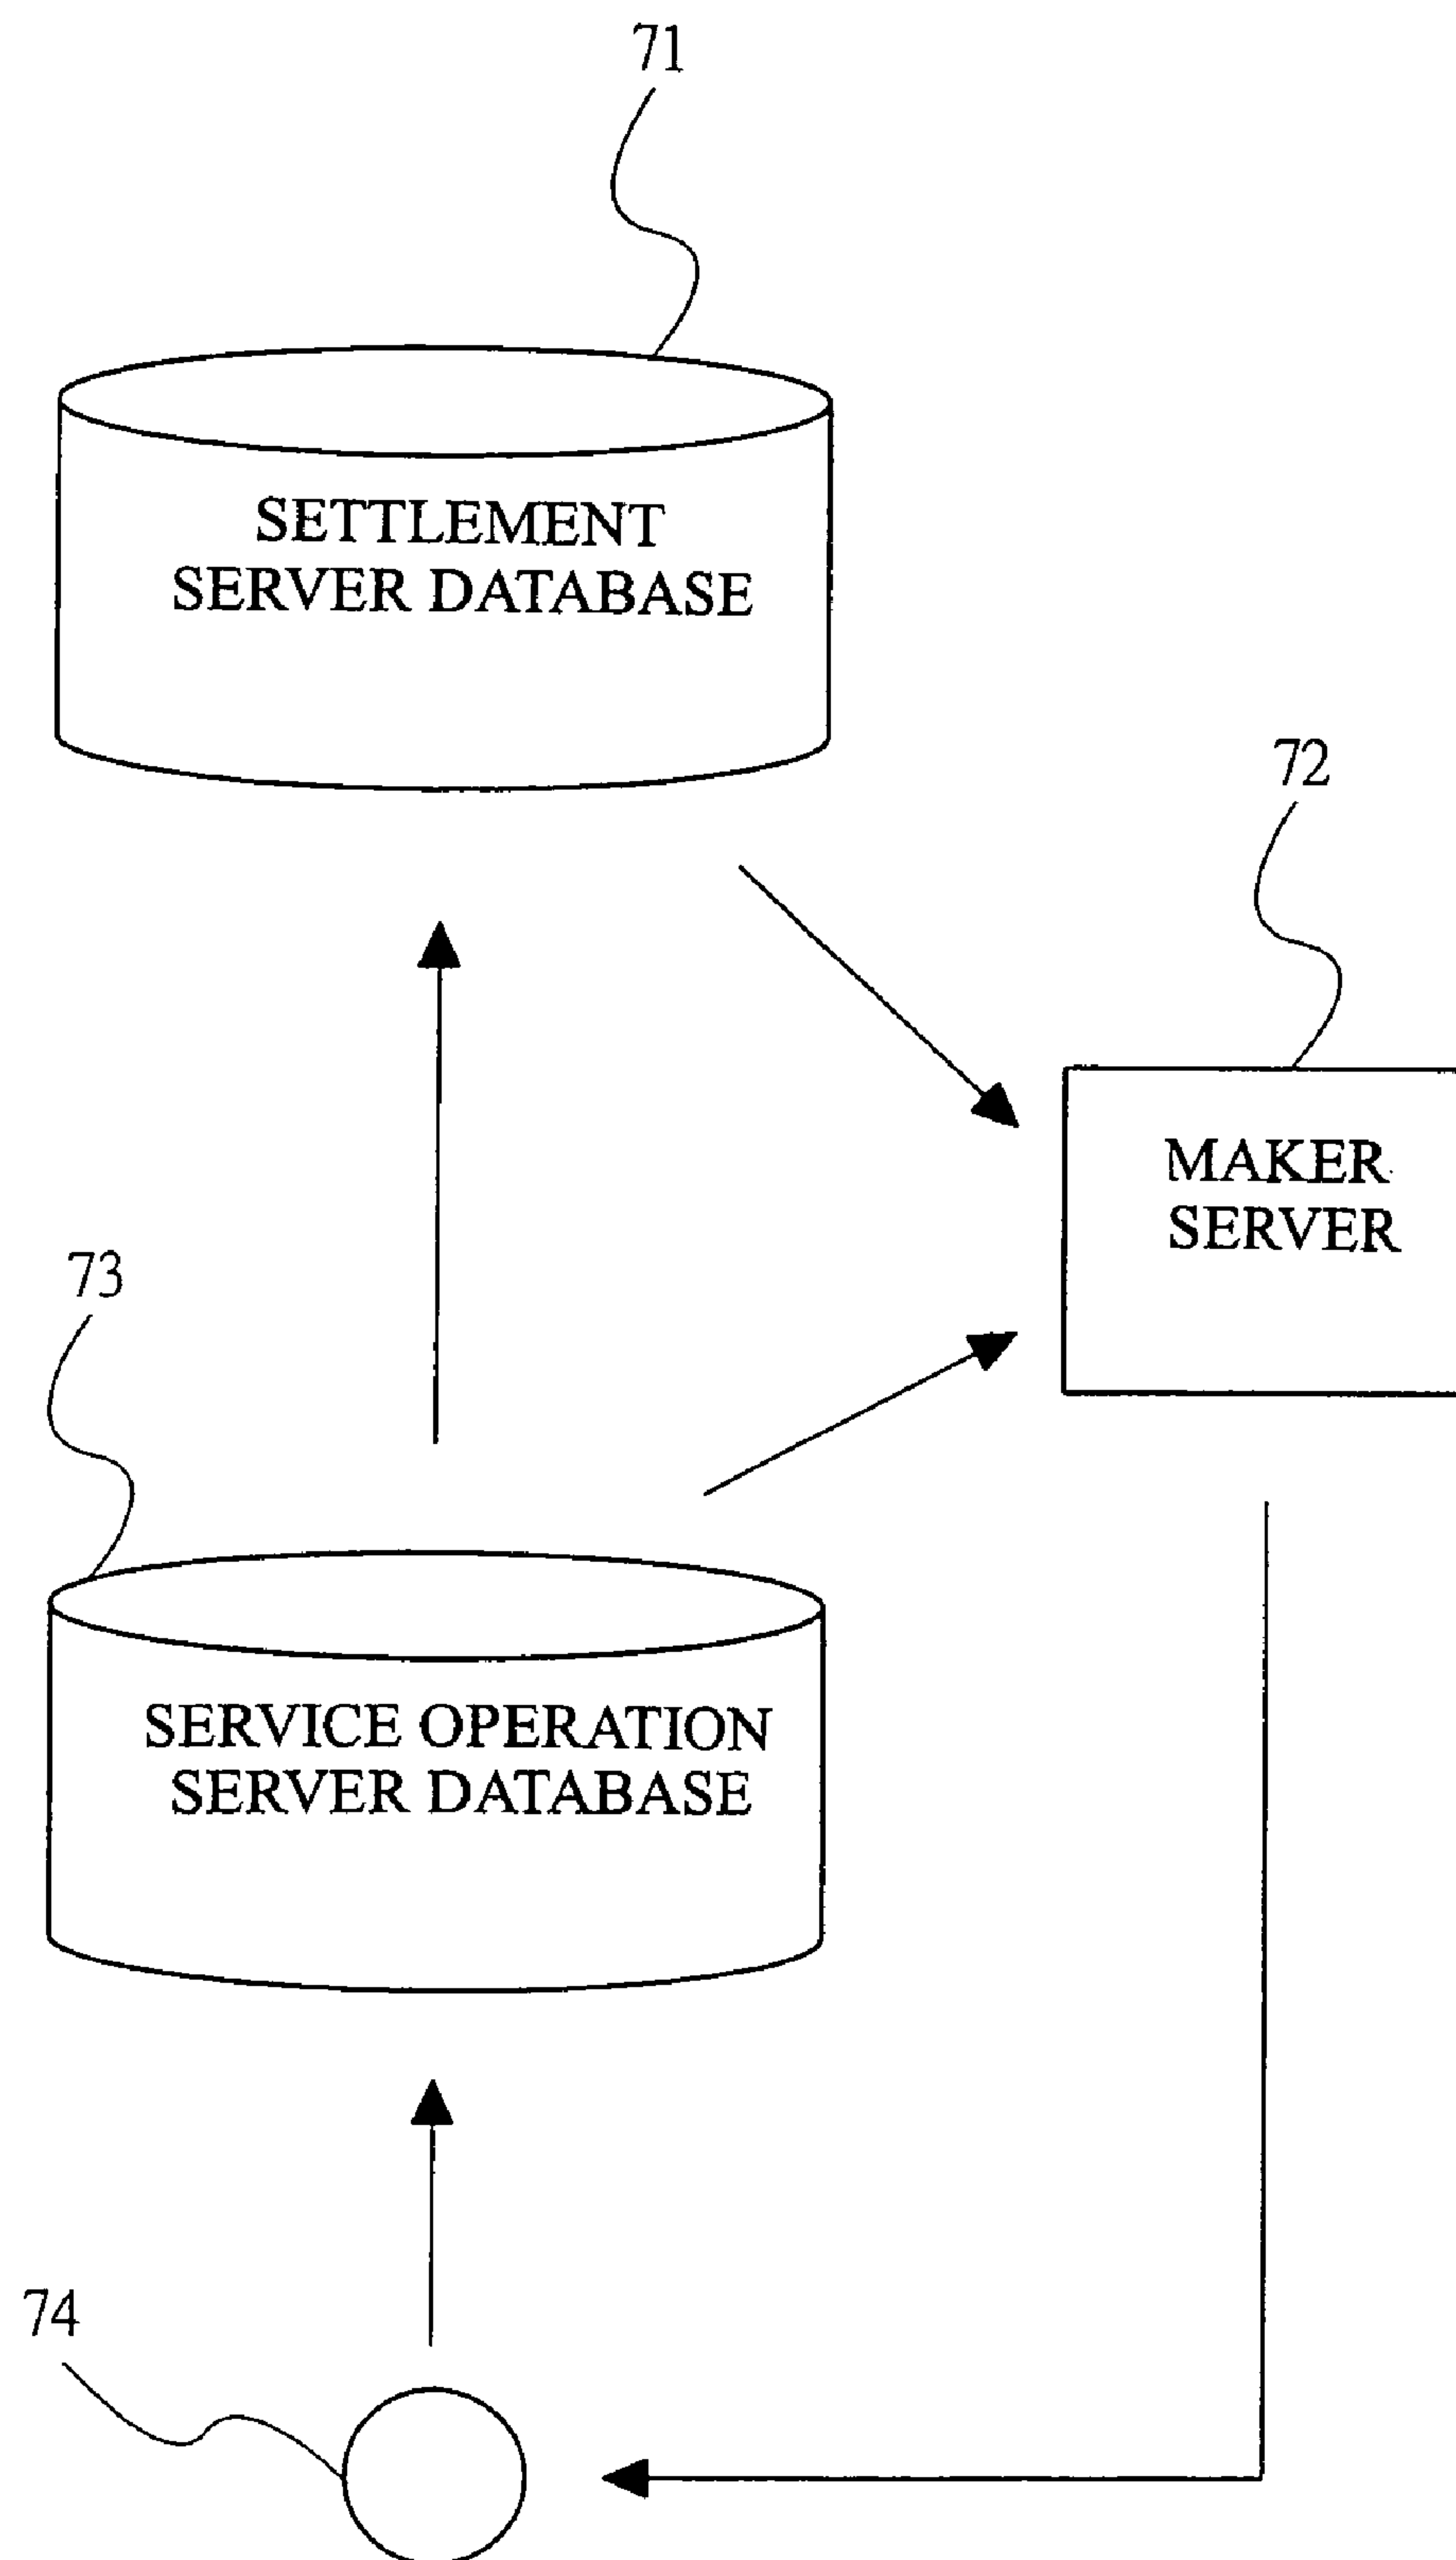 71
SETTLEMENT
SERVER DATABASE
72
MAKER
SERVER
73
SERVICE OPERATION
SERVER DATABASE
74